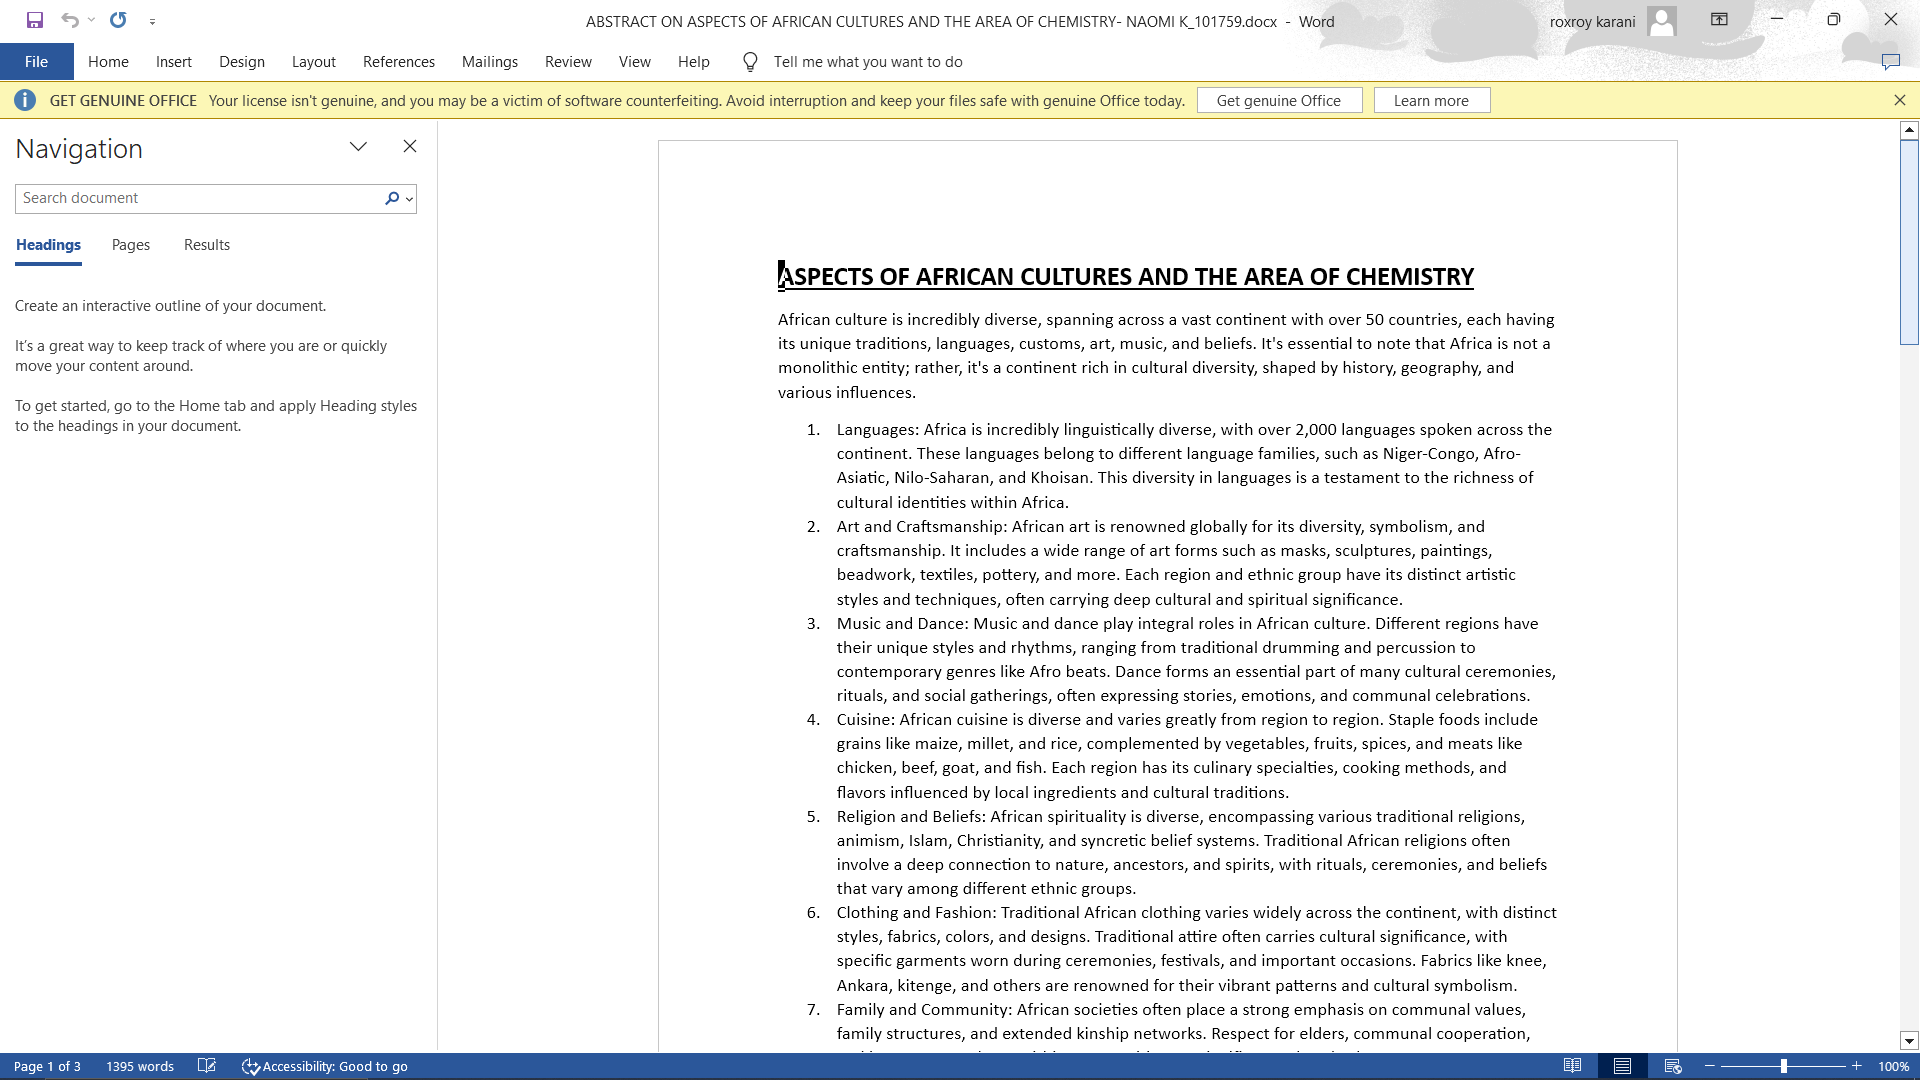 ABSTRACT ON ASPECTS OF AFRICAN CULTURES AND THE AREA OF CHEMISTRY- NAOMI K_101759.docx - Word
roxroy karani
File Home Insert Design Layout References Mailings Review View Help Tell me what you want to do
GET GENUINE OFFICE Your license isn't genuine, and you may be a victim of software counterfeiting. Avoid interruption and keep your files safe with genuine Office today. Get genuine Office Learn more
Navigation
Search document
Headings Pages Results
Create an interactive outline of your document.
It's a great way to keep track of where you are or quickly
move your content around.
To get started, go to the Home tab and apply Heading styles
to the headings in your document.
ASPECTS OF AFRICAN CULTURES AND THE AREA OF CHEMISTRY
African culture is incredibly diverse, spanning across a vast continent with over 50 countries, each having
its unique traditions, languages, customs, art, music, and beliefs. It's essential to note that Africa is not a
monolithic entity; rather, it's a continent rich in cultural diversity, shaped by history, geography, and
various influences.
1. Languages: Africa is incredibly linguistically diverse, with over 2,000 languages spoken across the
continent. These languages belong to different language families, such as Niger-Congo, Afro-
Asiatic, Nilo-Saharan, and Khoisan. This diversity in languages is a testament to the richness of
cultural identities within Africa.
2. Art and Craftsmanship: African art is renowned globally for its diversity, symbolism, and
craftsmanship. It includes a wide range of art forms such as masks, sculptures, paintings,
beadwork, textiles, pottery, and more. Each region and ethnic group have its distinct artistic
styles and techniques, often carrying deep cultural and spiritual significance.
3. Music and Dance: Music and dance play integral roles in African culture. Different regions have
their unique styles and rhythms, ranging from traditional drumming and percussion to
contemporary genres like Afro beats. Dance forms an essential part of many cultural ceremonies,
rituals, and social gatherings, often expressing stories, emotions, and communal celebrations.
4. Cuisine: African cuisine is diverse and varies greatly from region to region. Staple foods include
grains like maize, millet, and rice, complemented by vegetables, fruits, spices, and meats like
chicken, beef, goat, and fish. Each region has its culinary specialties, cooking methods, and
flavors influenced by local ingredients and cultural traditions.
5. Religion and Beliefs: African spirituality is diverse, encompassing various traditional religions,
animism, Islam, Christianity, and syncretic belief systems. Traditional African religions often
involve a deep connection to nature, ancestors, and spirits, with rituals, ceremonies, and beliefs
that vary among different ethnic groups.
6. Clothing and Fashion: Traditional African clothing varies widely across the continent, with distinct
styles, fabrics, colors, and designs. Traditional attire often carries cultural significance, with
specific garments worn during ceremonies, festivals, and important occasions. Fabrics like knee,
Ankara, kitenge, and others are renowned for their vibrant patterns and cultural symbolism.
7. Family and Community: African societies often place a strong emphasis on communal values,
family structures, and extended kinship networks. Respect for elders, communal cooperation,
Page 1 of 3 1395 words Accessibility: Good to go 100%